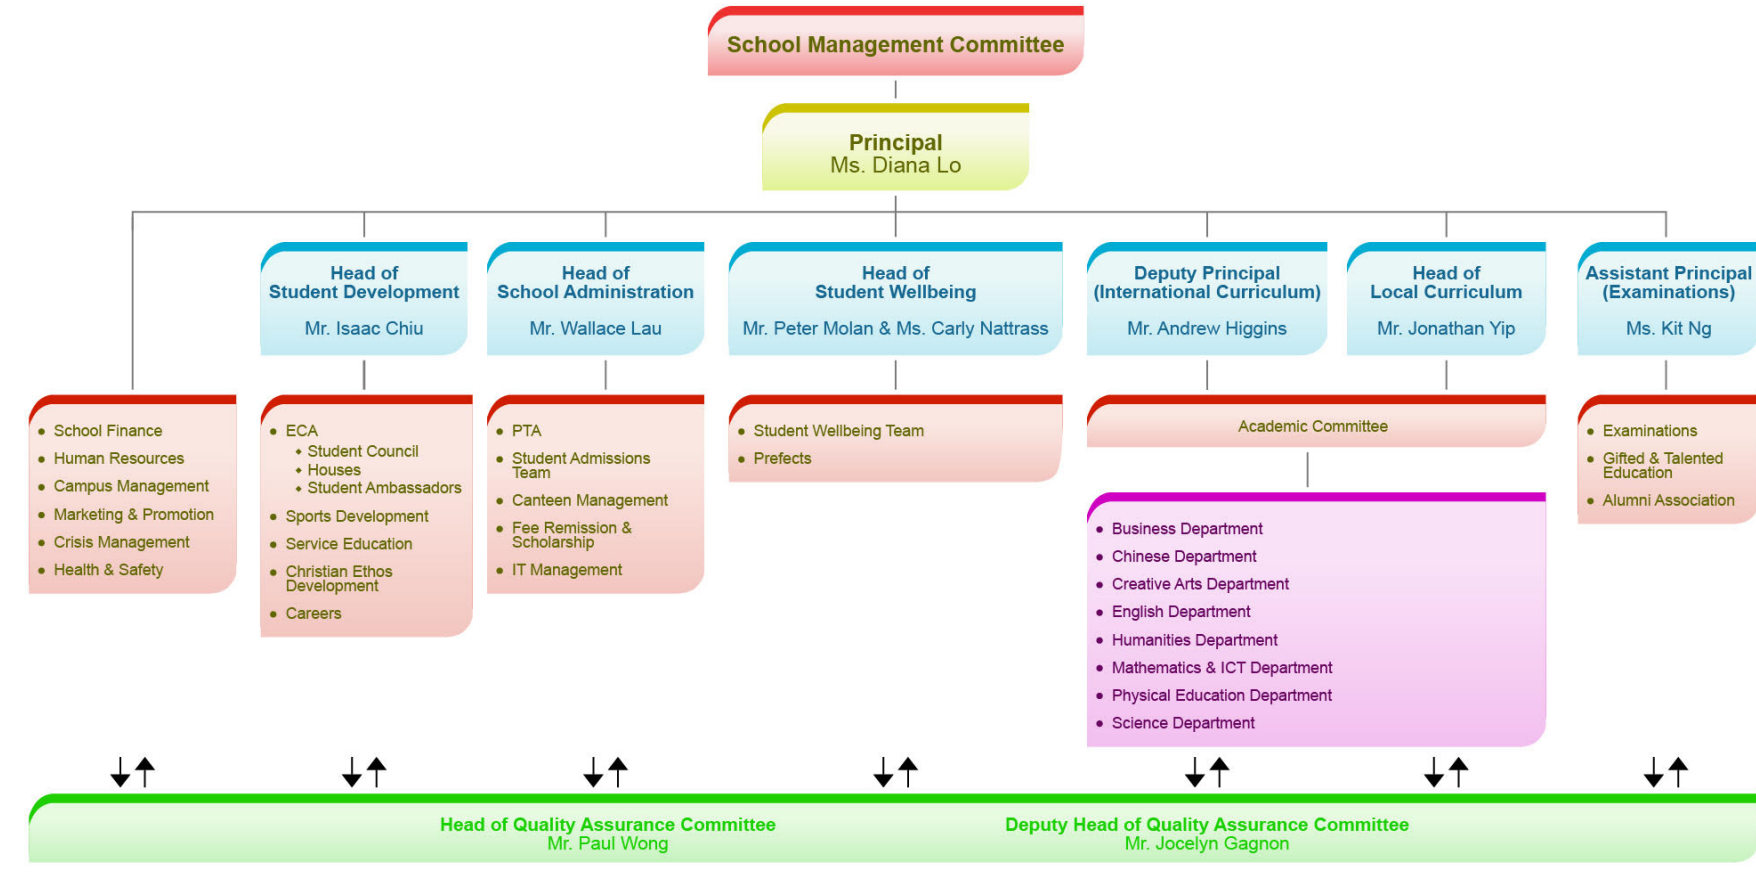 School Management Committee
Principal
Ms. Diana Lo
Head of
Student Development
Mr. Isaac Chiu
Head of
School Administration
Mr. Wallace Lau
Head of
Student Wellbeing
Mr. Peter Molan & Ms. Carly Nattrass
Deputy Principal
(International Curriculum)
Mr. Andrew Higgins
Head of
Local Curriculum
Mr. Jonathan Yip
Assistant Principal
(Examinations)
Ms. Kit Ng
School Finance
Human Resources
Campus Management
Marketing & Promotion
Crisis Management
Health & Safety
ECA
Student Council
Houses
Student Ambassadors
Sports Development
Service Education
Christian Ethos
Development
Careers
PTA
Student Admissions
Team
Canteen Management
Fee Remission &
Scholarship
IT Management
Student Wellbeing Team
Prefects
Academic Committee
Business Department
Chinese Department
Creative Arts Department
English Department
Humanities Department
Mathematics & ICT Department
Physical Education Department
Science Department
Examinations
Gifted & Talented
Education
Alumni Association
Head of Quality Assurance Committee
Mr. Paul Wong
Deputy Head of Quality Assurance Committee
Mr. Jocelyn Gagnon